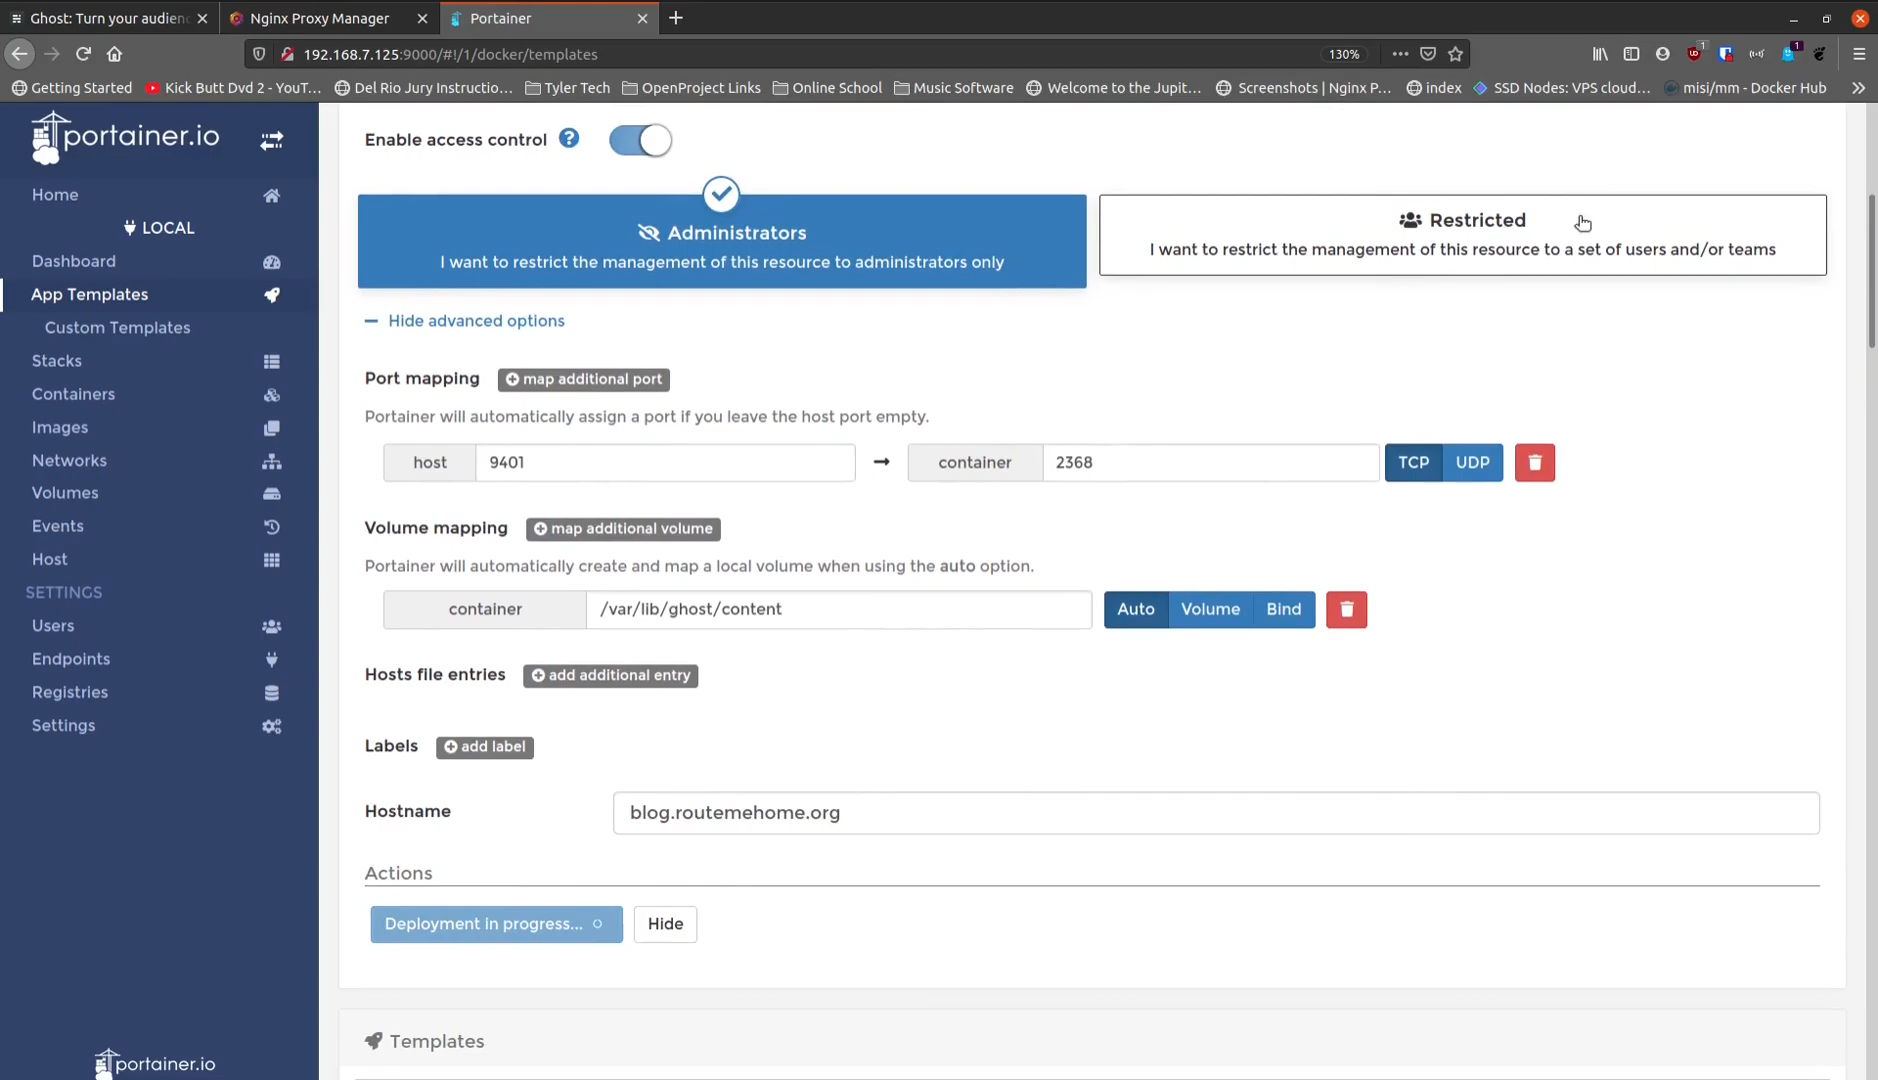 Ghost: Turn your audien
Nginx Proxy Manager
Portainer
192.168.7.125:9000/#!/1/docker/templates
130%
1
1
Getting Started
Kick Butt Dvd 2 - YouT…
Del Rio Jury Instructio…
Tyler Tech
OpenProject Links
Online School
Music Software
Welcome to the Jupit…
Screenshots | Nginx P…
index
SSD Nodes: VPS cloud…
misi/mm - Docker Hub
portainer.io
Home
LOCAL
Dashboard
App Templates
Custom Templates
Stacks
Containers
Images
Networks
Volumes
Events
Host
SETTINGS
Users
Endpoints
Registries
Settings
portainer.io
Enable access control
Administrators
I want to restrict the management of this resource to administrators only
Restricted
I want to restrict the management of this resource to a set of users and/or teams
Hide advanced options
Port mapping map additional port
Portainer will automatically assign a port if you leave the host port empty.
host 9401 container 2368 TCP UDP
Volume mapping map additional volume
Portainer will automatically create and map a local volume when using the auto option.
container /var/lib/ghost/content Auto Volume Bind
Hosts file entries add additional entry
Labels add label
Hostname blog.routemehome.org
Actions
Deployment in progress... Hide
Templates